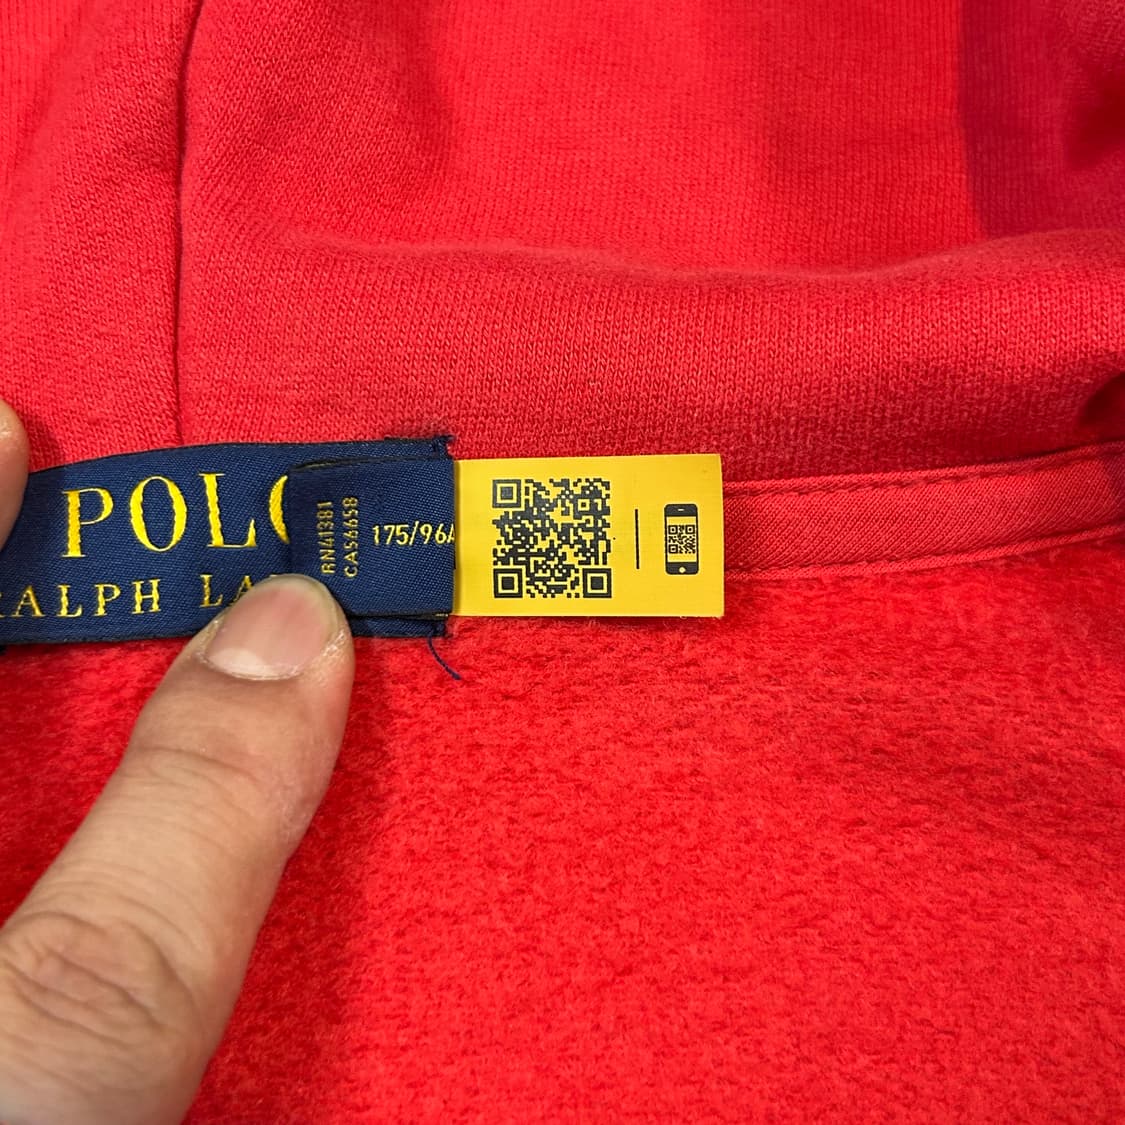 POLO
RALPH LA
RN41381
CA56658
175/96A